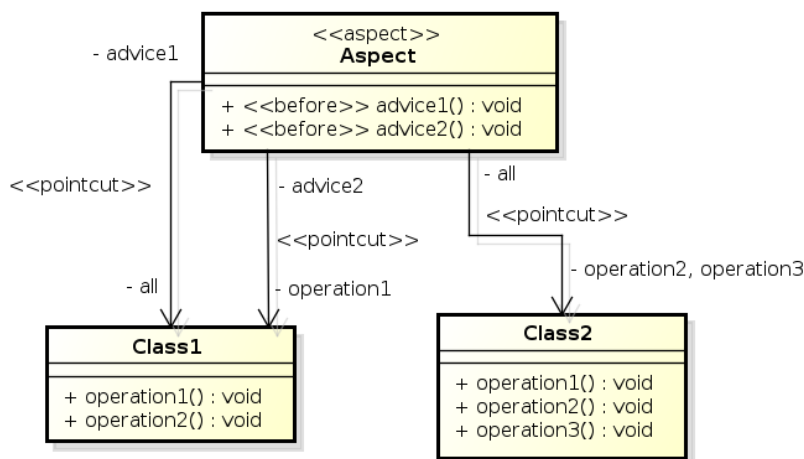 <<aspect>>
Aspect
+ <<before>> advice1() : void
+ <<before>> advice2() : void
- advice1
<<pointcut>>
- all
- advice2
<<pointcut>>
- operation1
- all
<<pointcut>>
- operation2, operation3
Class1
+ operation1() : void
+ operation2() : void
Class2
+ operation1() : void
+ operation2() : void
+ operation3() : void